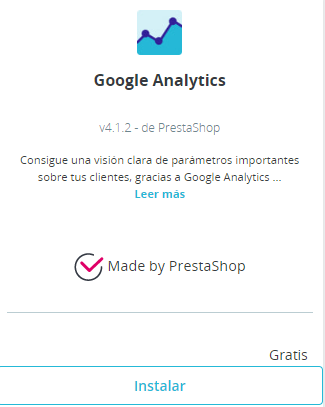 Google Analytics
v4.1.2 - de PrestaShop
Consigue una visión clara de parámetros importantes
sobre tus clientes, gracias a Google Analytics ...
Leer más
Made by PrestaShop
Gratis
Instalar